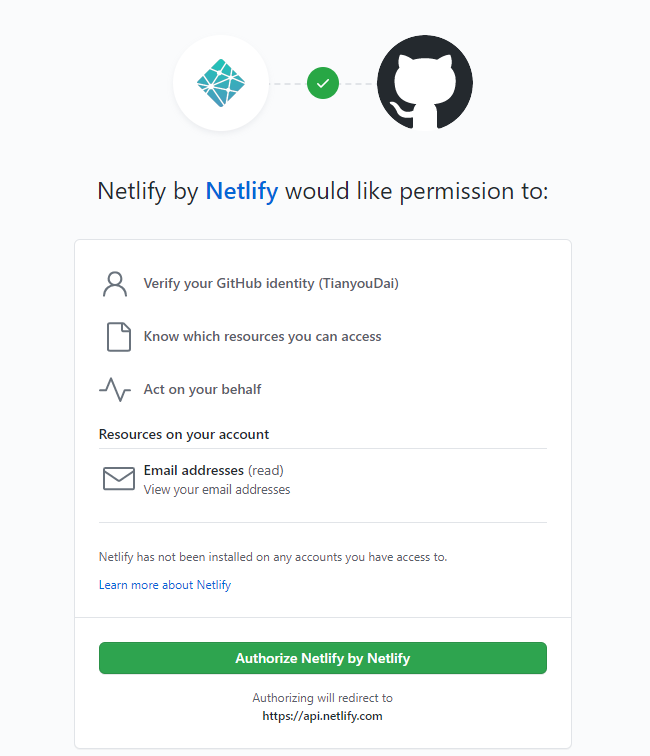 Netlify by Netlify would like permission to:
Verify your GitHub identity (TianyouDai)
Know which resources you can access
Act on your behalf
Resources on your account
Email addresses (read)
View your email addresses
Netlify has not been installed on any accounts you have access to.
Learn more about Netlify
Authorize Netlify by Netlify
Authorizing will redirect to
https://api.netlify.com